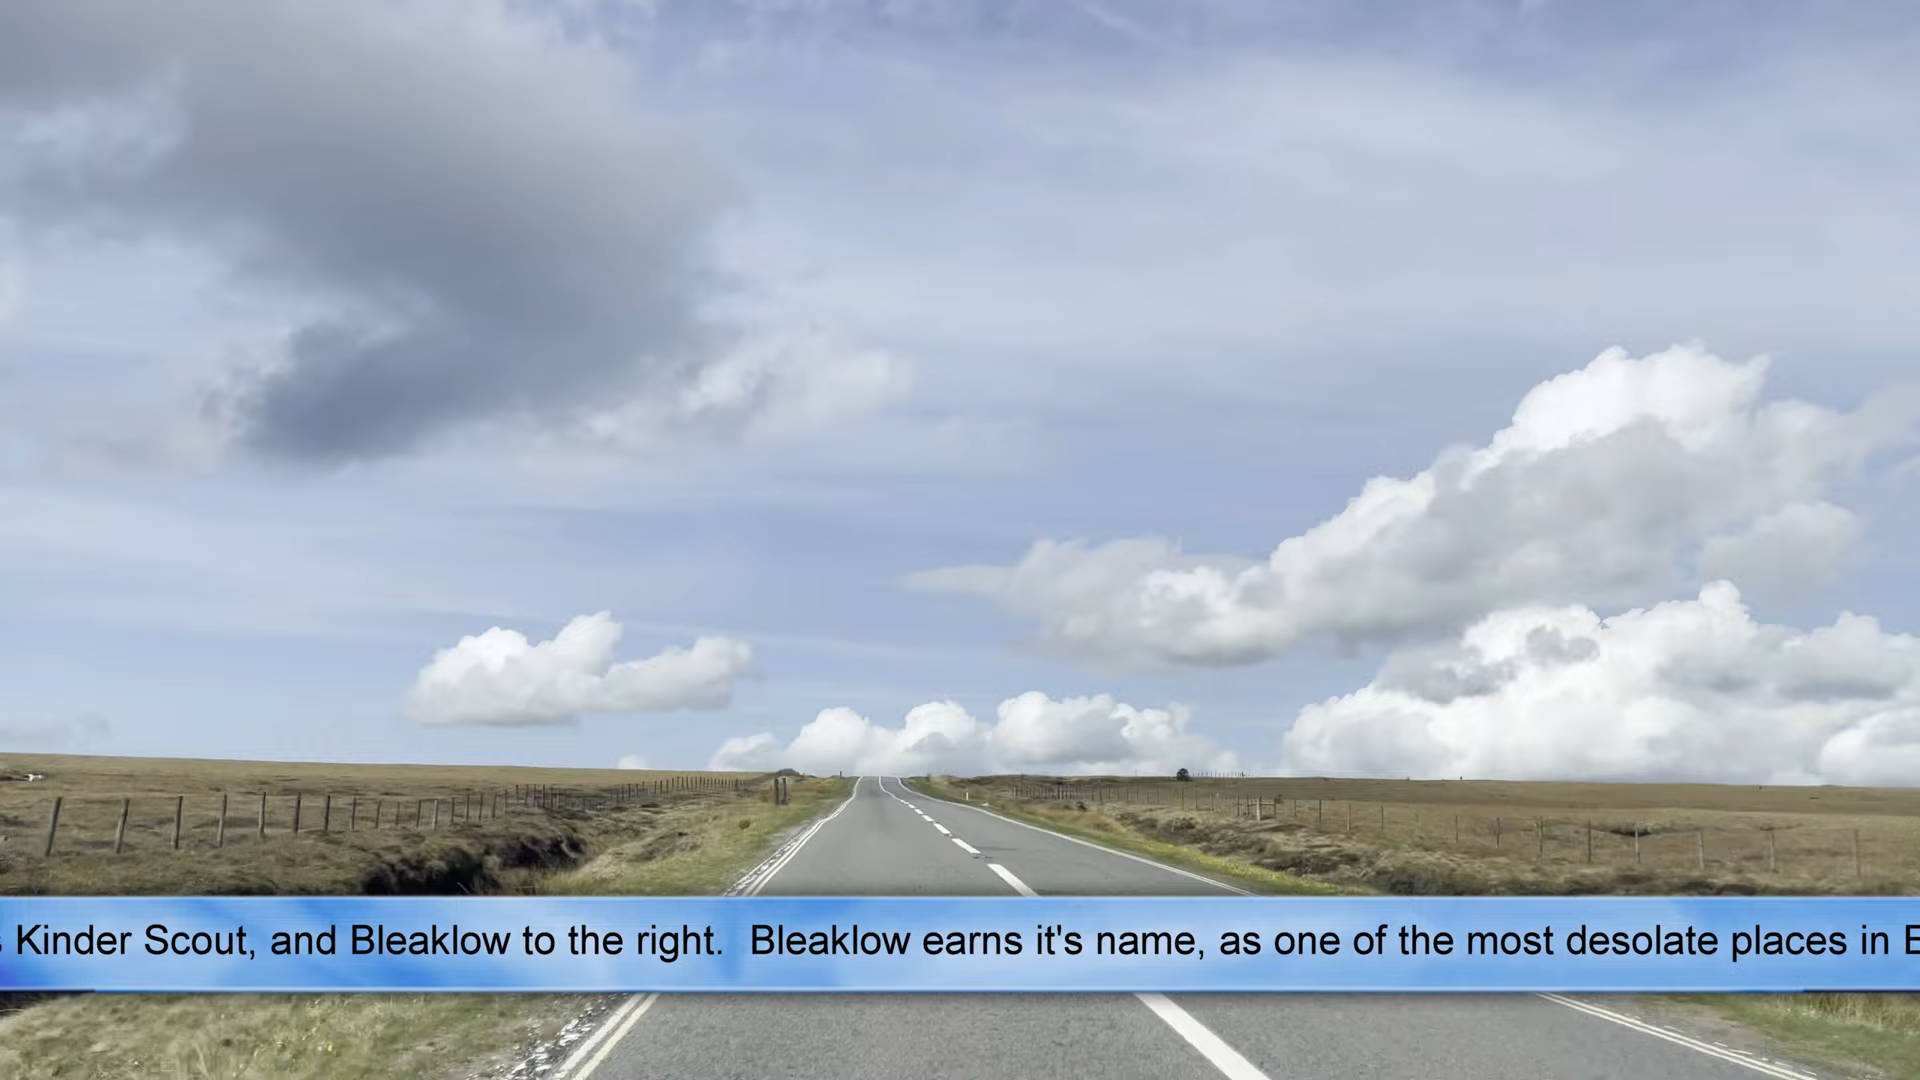 Kinder Scout, and Bleaklow to the right.  Bleaklow earns it's name, as one of the most desolate places in